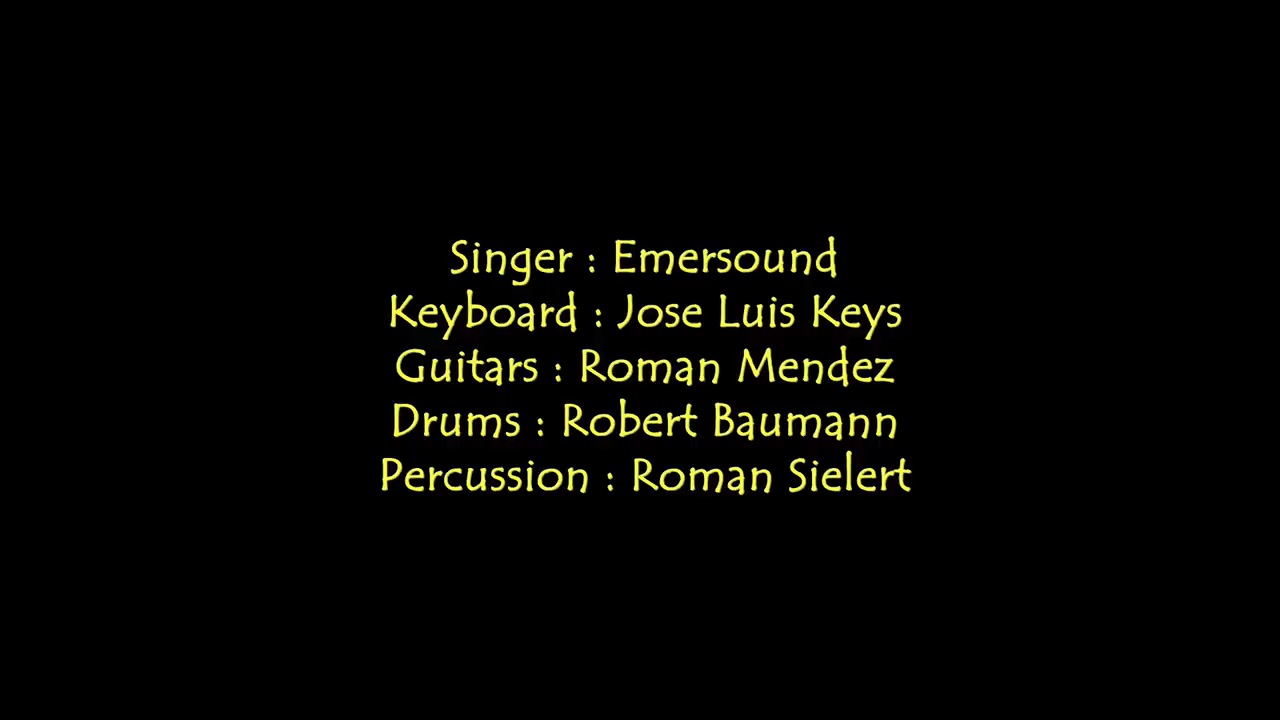 Singer : Emersound
Keyboard : Jose Luis Keys
Guitars : Roman Mendez
Drums : Robert Baumann
Percussion : Roman Sielert